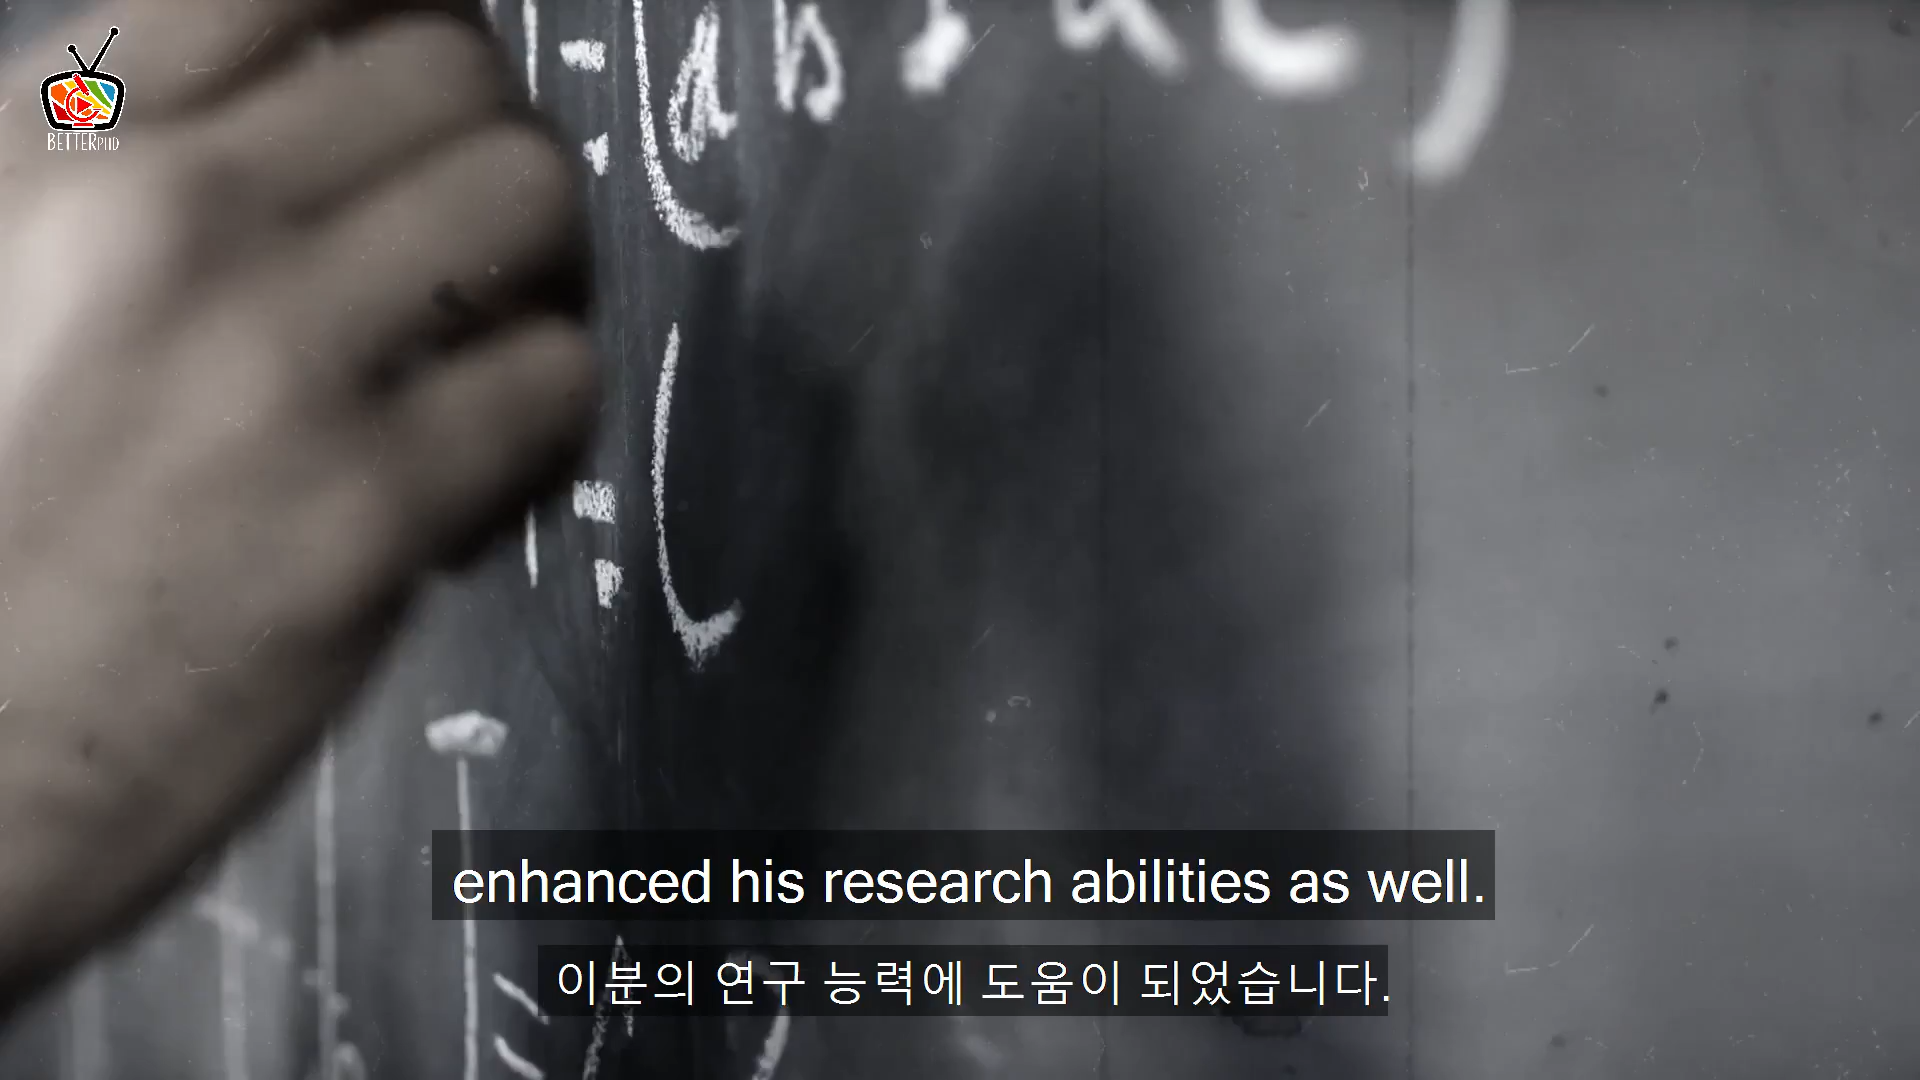 BETTERPHD
enhanced his research abilities as well.
이분의 연구 능력에 도움이 되었습니다.